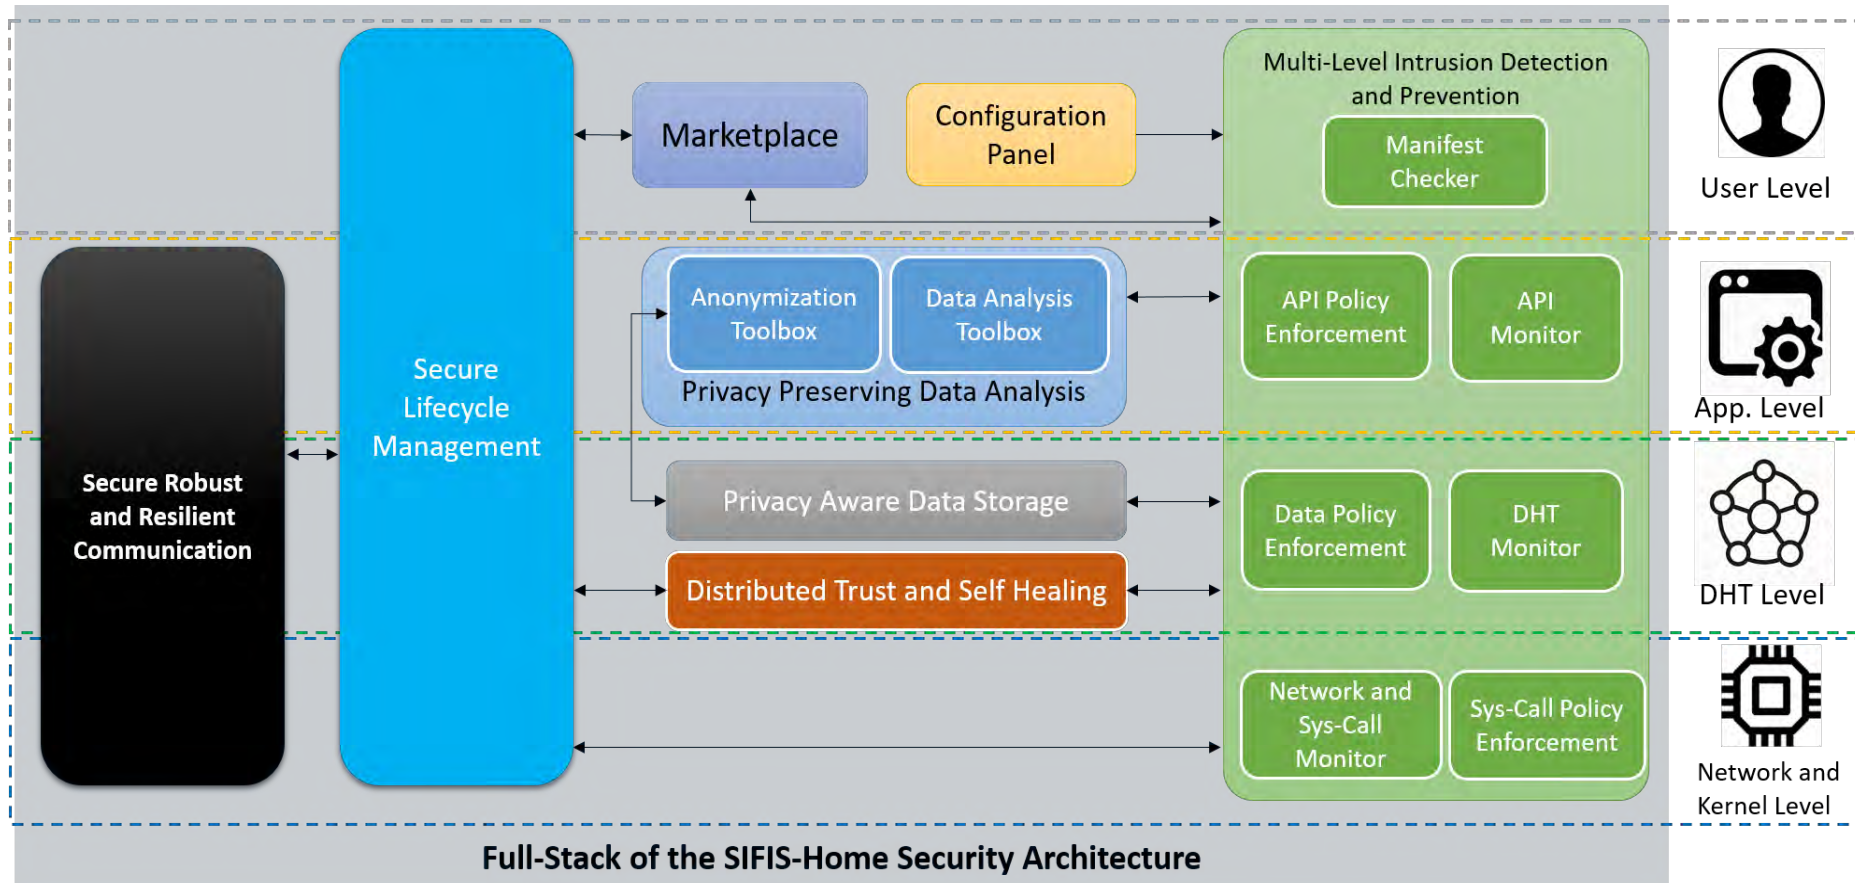 Multi-Level Intrusion Detection
and Prevention
Marketplace
Configuration
Panel
Manifest
Checker
User Level
Anonymization
Toolbox
Data Analysis
Toolbox
Privacy Preserving Data Analysis
API Policy
Enforcement
API
Monitor
App. Level
Secure
Lifecycle
Management
Secure Robust
and Resilient
Communication
Privacy Aware Data Storage
Data Policy
Enforcement
DHT
Monitor
Distributed Trust and Self Healing
DHT Level
Network and
Sys-Call
Monitor
Sys-Call Policy
Enforcement
Network and
Kernel Level
Full-Stack of the SIFIS-Home Security Architecture